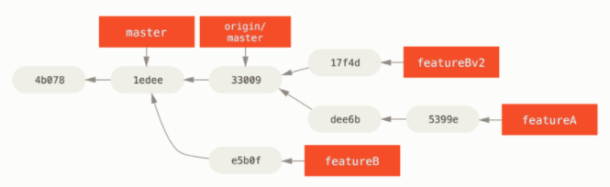 master
origin/
master
17f4d
featureBv2
4b078
1edee
33009
dee6b
5399e
featureA
e5b0f
featureB